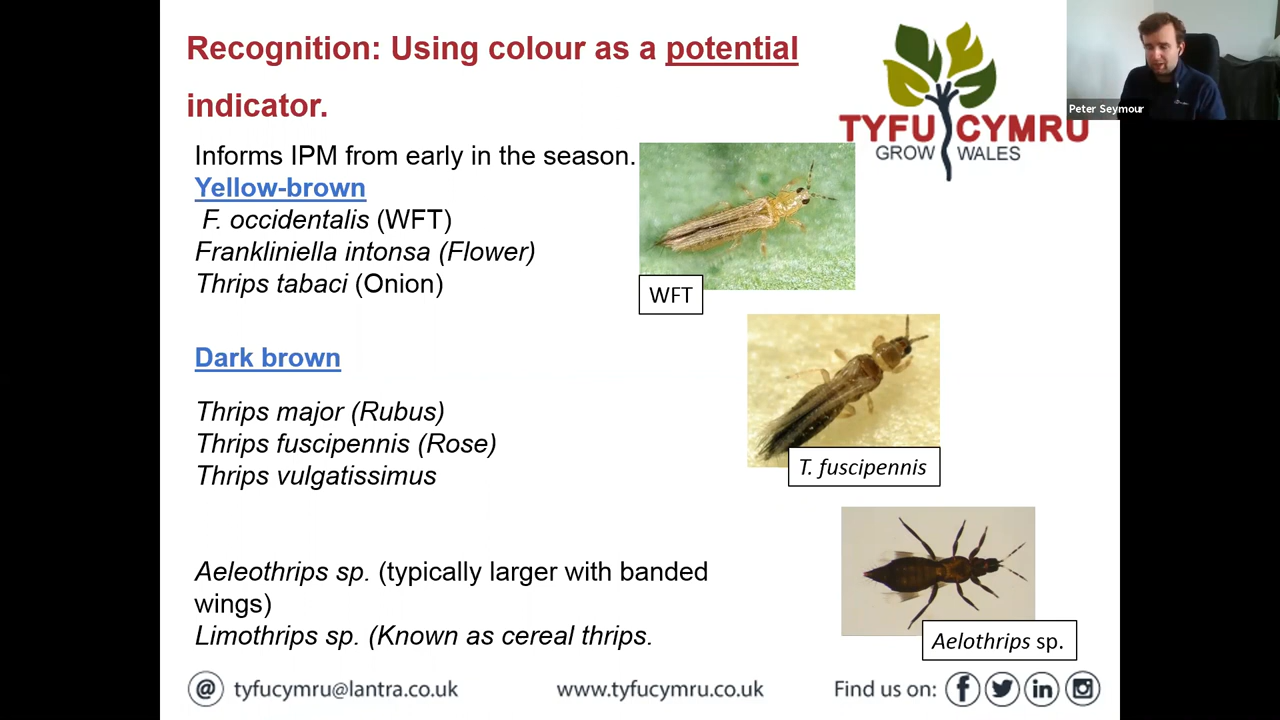 Recognition: Using colour as a potential
indicator.
Peter Seymour
TYFU CYMRU
GROW WALES
Informs IPM from early in the season.
Yellow-brown
F. occidentalis (WFT)
Frankliniella intonsa (Flower)
Thrips tabaci (Onion)
WFT
Dark brown
Thrips major (Rubus)
Thrips fuscipennis (Rose)
Thrips vulgatissimus
T. fuscipennis
Aeleothrips sp. (typically larger with banded
wings)
Limothrips sp. (Known as cereal thrips.
Aelothrips sp.
@ tyfucymru@lantra.co.uk www.tyfucymru.co.uk Find us on: